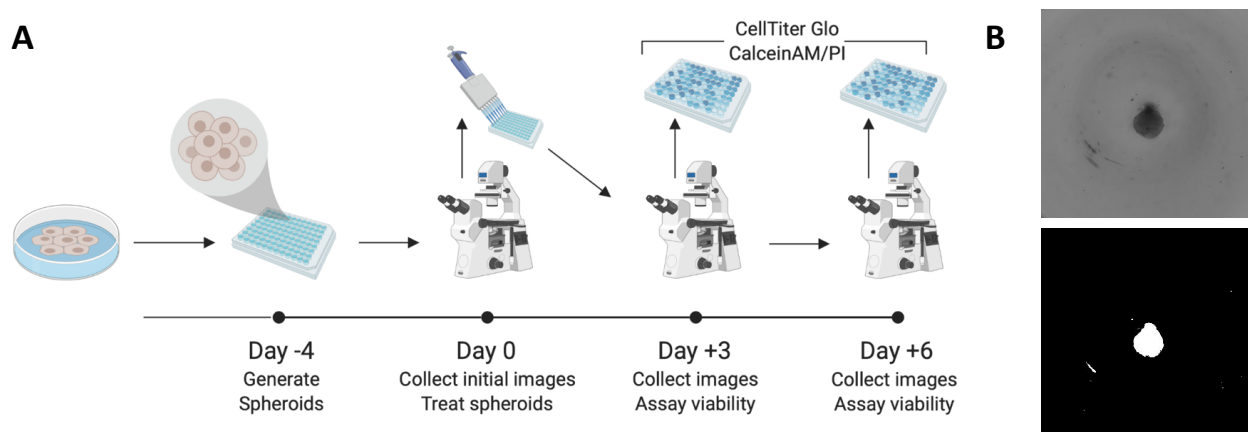 A
CellTiter Glo
CalceinAM/PI
B
Day -4
Generate
Spheroids
Day 0
Collect initial images
Treat spheroids
Day +3
Collect images
Assay viability
Day +6
Collect images
Assay viability